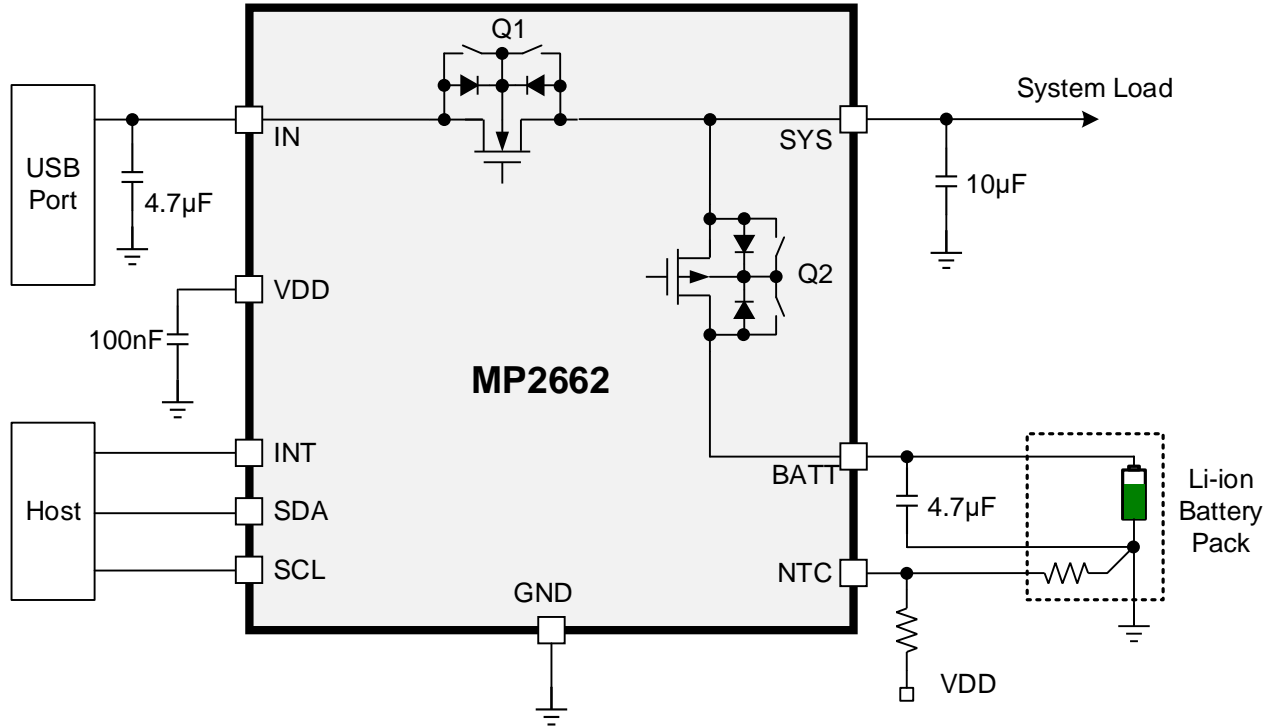 Q1
System Load
IN
SYS
USB
Port
4.7µF
10µF
Q2
VDD
100nF
MP2662
INT
BATT
Li-ion
Battery
Pack
4.7µF
Host
SDA
SCL
NTC
GND
VDD